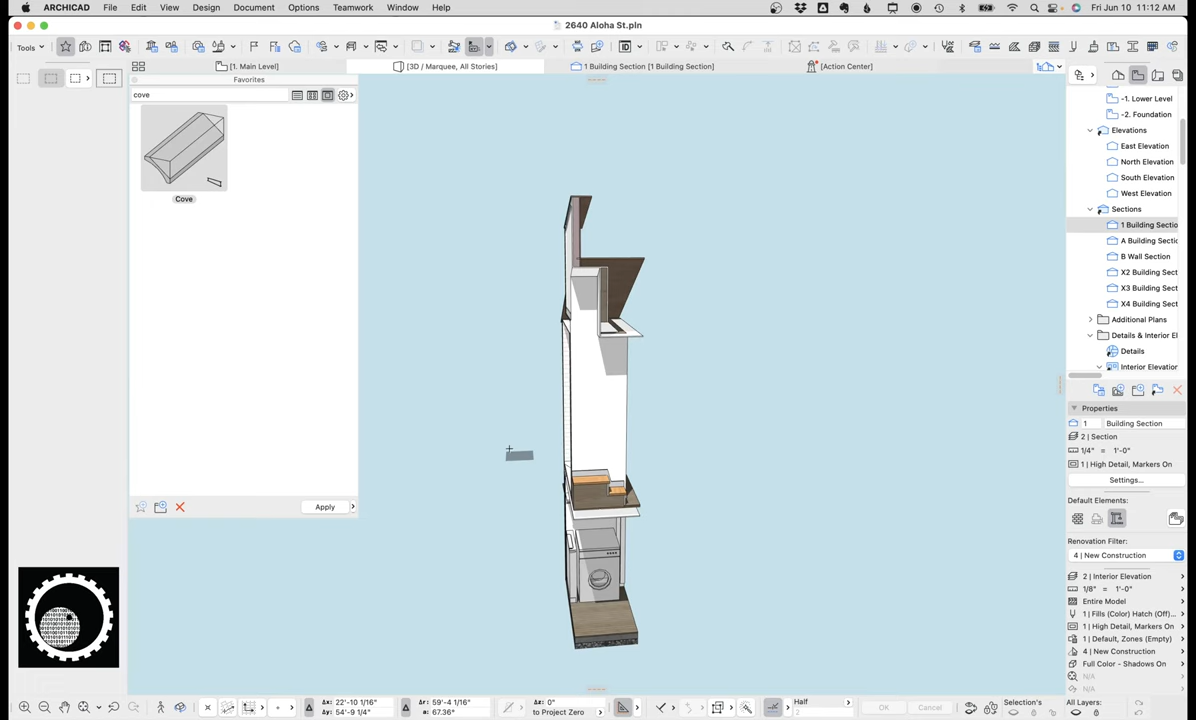 ARCHICAD File Edit View Design Document Options Teamwork Window Help
Fri Jun 10 11:12 AM
2640 Aloha St.pln
Tools
[1. Main Level]
[3D / Marquee, All Stories]
1 Building Section [1 Building Section]
[Action Center]
Favorites
cove
Cove
Apply
-1. Lower Level
-2. Foundation
Elevations
East Elevation
North Elevation
South Elevation
West Elevation
Sections
1 Building Sectio
A Building Sectic
B Wall Section
X2 Building Sect
X3 Building Sect
X4 Building Sect
Additional Plans
Details & Interior El
Details
Interior Elevation
Properties
1 Building Section
2 | Section
1/4" = 1'-0"
1 | High Detail, Markers On
Settings...
Default Elements:
Renovation Filter:
4 | New Construction
2 | Interior Elevation
1/8" = 1'-0"
Entire Model
1 | Fills (Color) Hatch (Off)...
1 | High Detail, Markers On
1 | Default, Zones (Empty)
4 | New Construction
Full Color - Shadows On
N/A
N/A
Δx: 22'-10 1/16"
Δy: 54'-9 1/4"
Δr: 59'-4 1/16"
a: 67.36°
Δz: 0"
to Project Zero
Half
2
OK
Cancel
Selection's
All Layers: